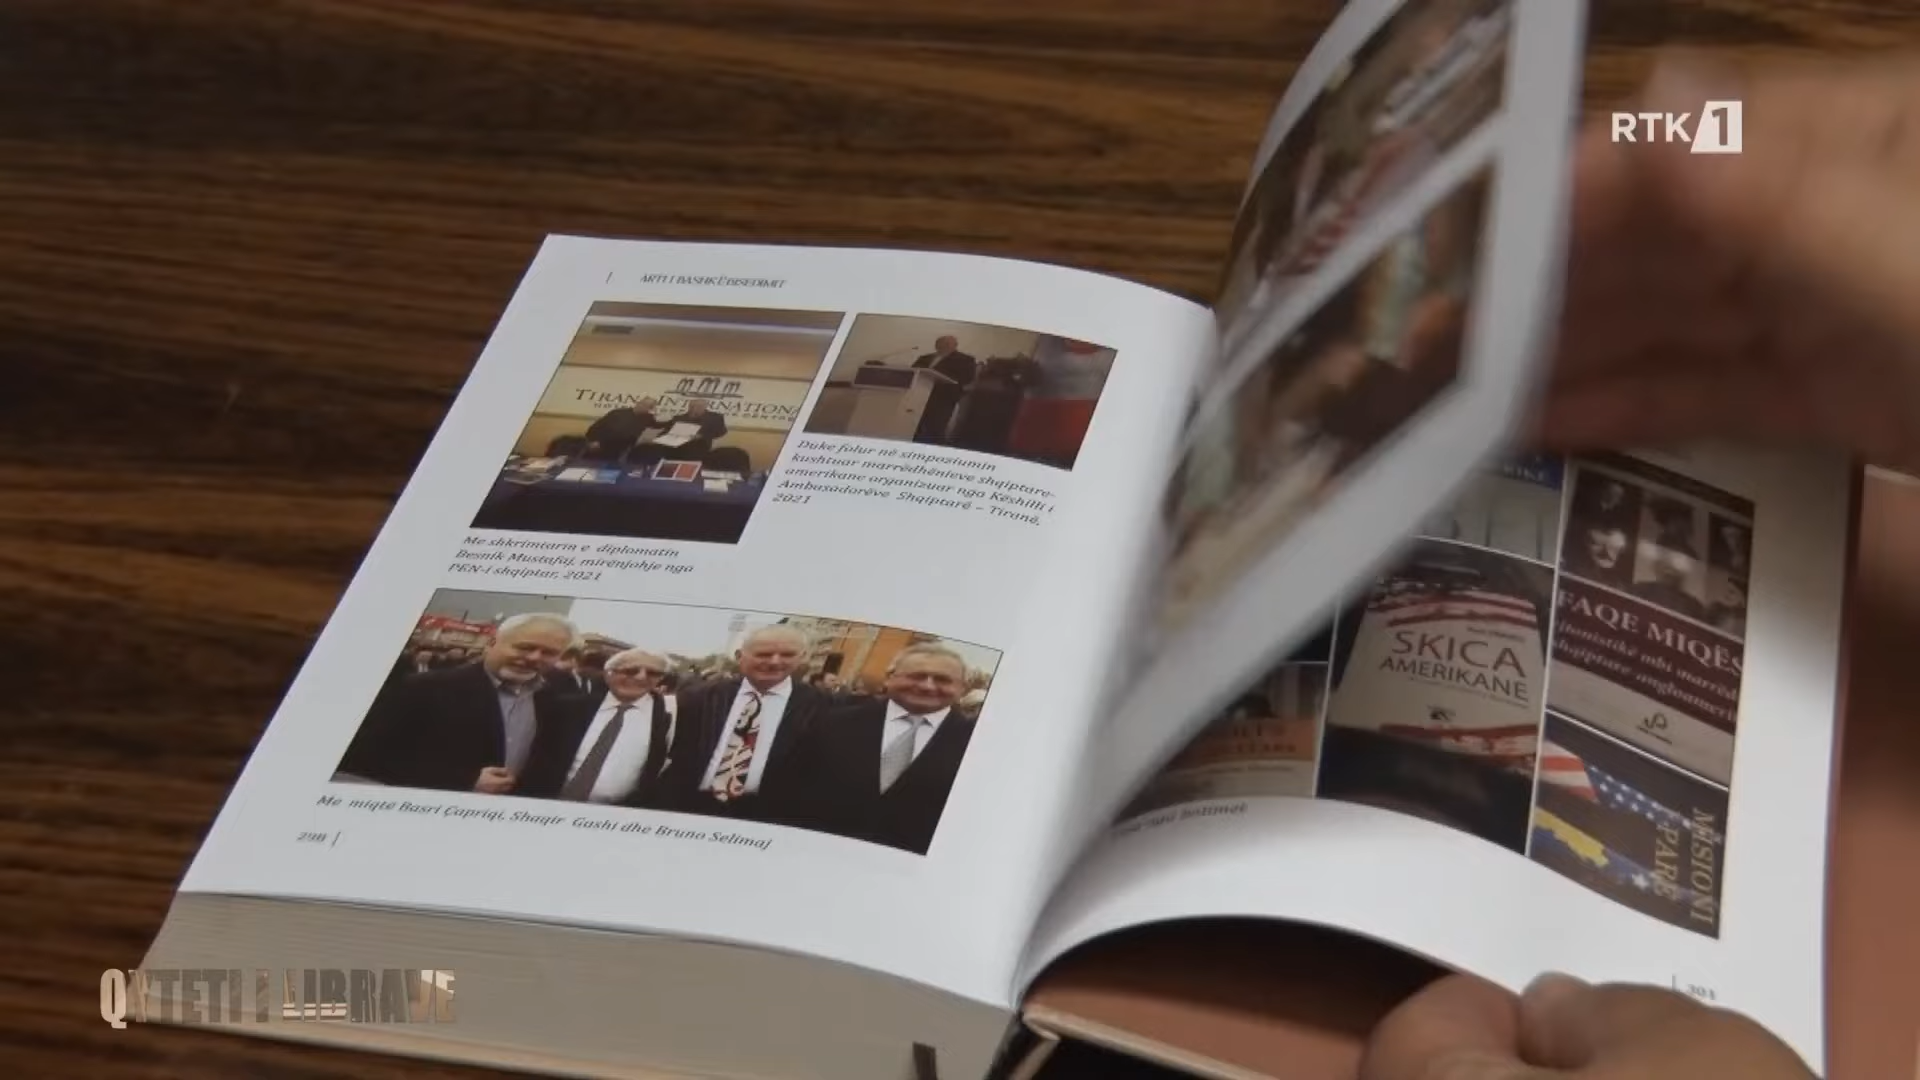 RTK 1
ARTI I BASHKËBISEDIMIT
TIRANA INTERNATIONAL
Duke folur në simpoziumin
kushtuar marrëdhënieve shqiptare-
amerikane organizuar nga Këshilli i
Ambasadorëve Shqiptarë – Tiranë,
2021
Me shkrimtarin e diplomatin
Besnik Mustafaj, mirënjohje nga
PEN-i shqiptar, 2021
Me miqtë Basri Çapriqi, Shaqir Gashi dhe Bruno Selimaj
298
SKICA
AMERIKANE
FAQE MIQËS
shqiptare
MISIONI
I PARË
301
QYTETI I LIBRAVE